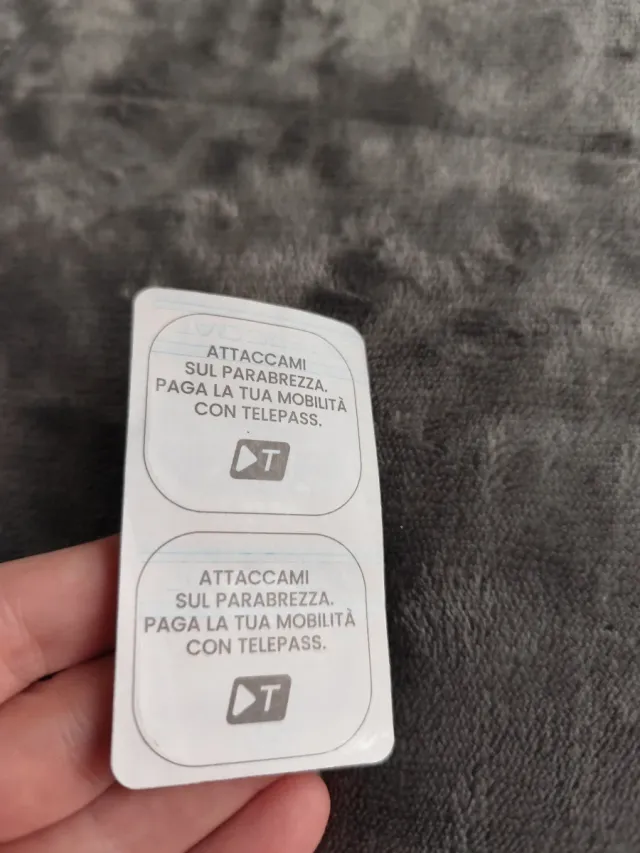 ATTACCAMI
SUL PARABREZZA.
PAGA LA TUA MOBILITÀ
CON TELEPASS.
T
ATTACCAMI
SUL PARABREZZA.
PAGA LA TUA MOBILITÀ
CON TELEPASS.
T